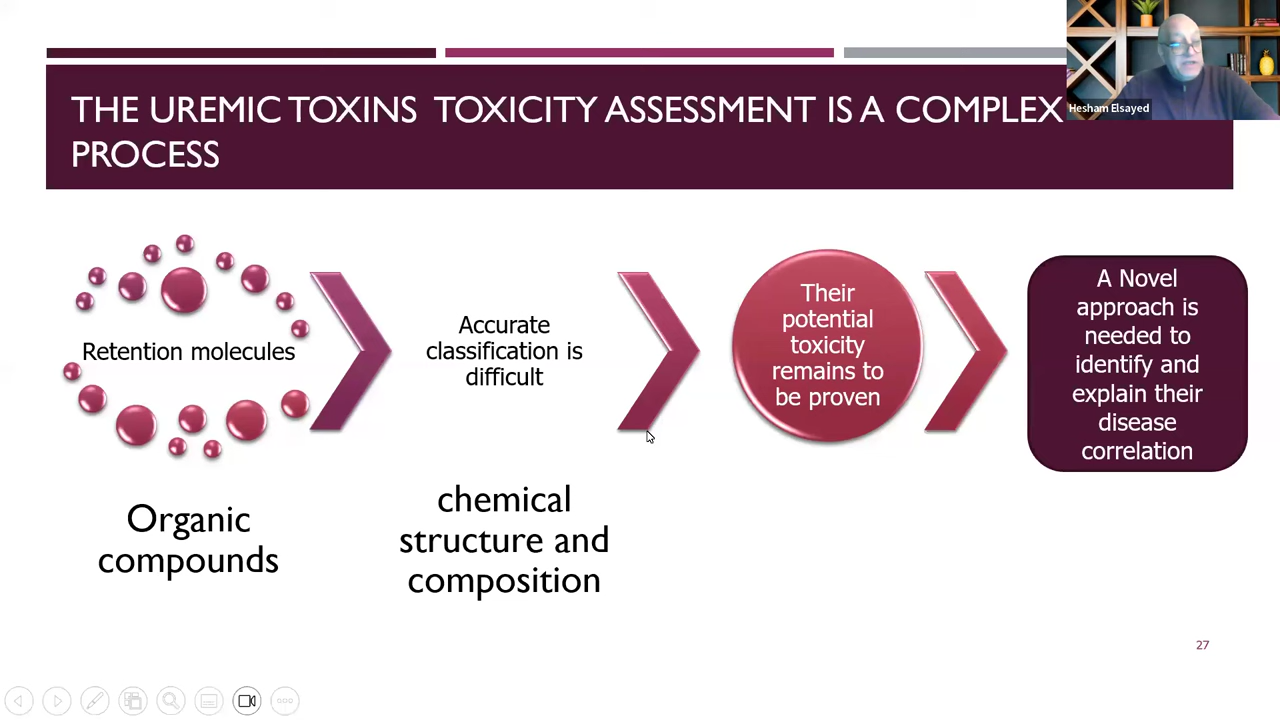 THE UREMIC TOXINS TOXICITY ASSESSMENT IS A COMPLEX
PROCESS
Hesham Elsayed
Retention molecules
Accurate
classification is
difficult
Their
potential
toxicity
remains to
be proven
A Novel
approach is
needed to
identify and
explain their
disease
correlation
Organic
compounds
chemical
structure and
composition
27